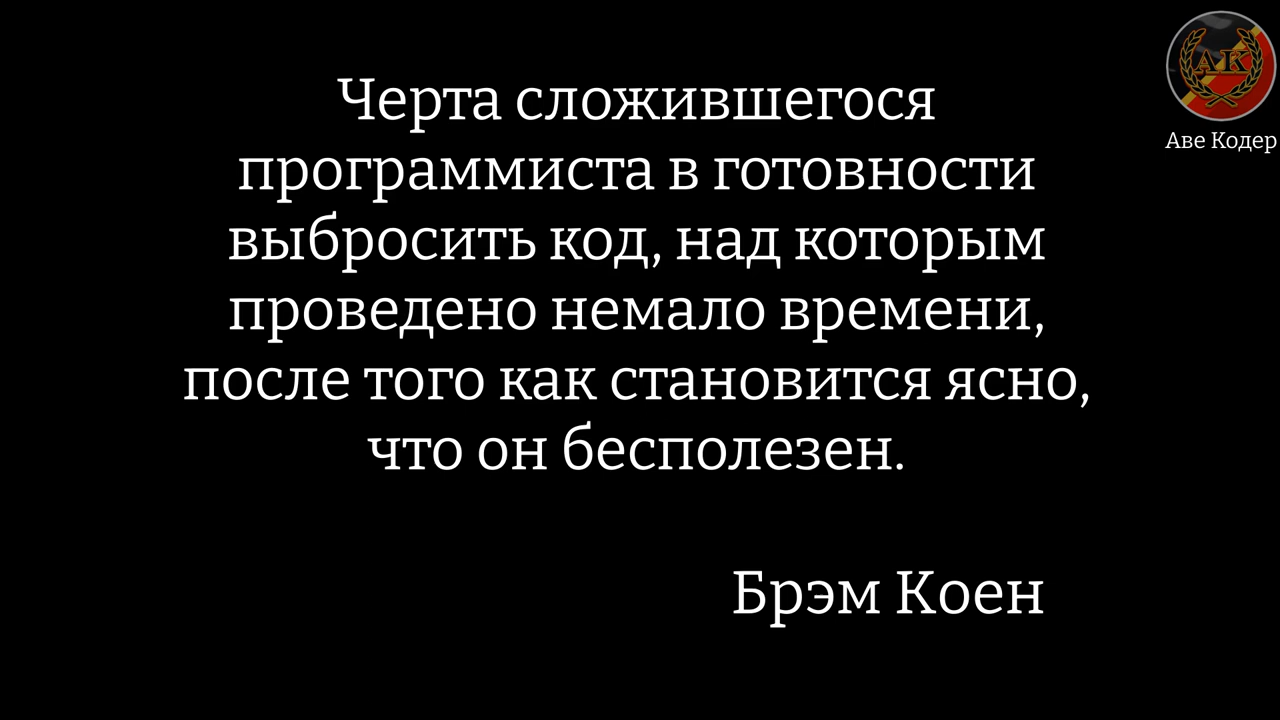 АК
Аве Кодер
Черта сложившегося
программиста в готовности
выбросить код, над которым
проведено немало времени,
после того как становится ясно,
что он бесполезен.
Брэм Коен